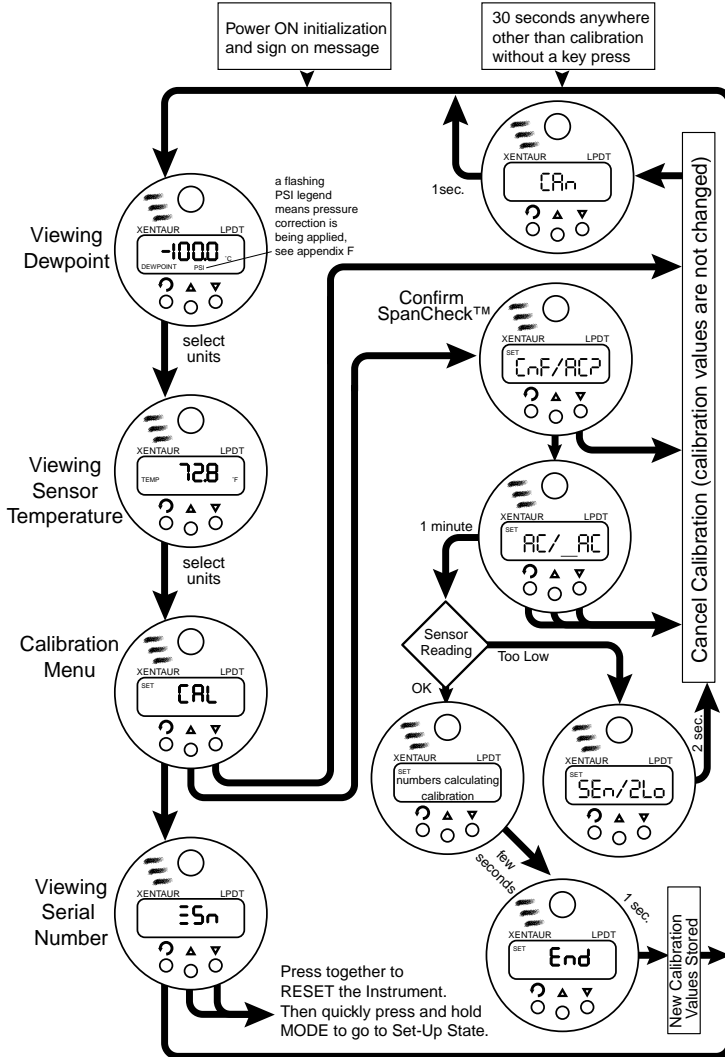 Power ON initialization
and sign on message
30 seconds anywhere
other than calibration
without a key press
XENTAUR LPDT
CAn
1sec.
Cancel Calibration (calibration values are not changed)
Viewing
Dewpoint
XENTAUR LPDT
-100.0 °C
DEWPOINT PSI
a flashing
PSI legend
means pressure
correction is
being applied,
see appendix F
select
units
Confirm
SpanCheck™
XENTAUR LPDT
SET
CnF/AC?
Viewing
Sensor
Temperature
XENTAUR LPDT
TEMP 72.8 °F
select
units
XENTAUR LPDT
SET
AC/__AC
1 minute
Sensor
Reading
Too Low
OK
Calibration
Menu
XENTAUR LPDT
SET
CAL
XENTAUR LPDT
SET
numbers calculating
calibration
XENTAUR LPDT
SET
SEn/2Lo
2 sec.
few
seconds
Viewing
Serial
Number
XENTAUR LPDT
Sn
XENTAUR LPDT
SET
End
1 sec.
New Calibration
Values Stored
Press together to
RESET the Instrument.
Then quickly press and hold
MODE to go to Set-Up State.